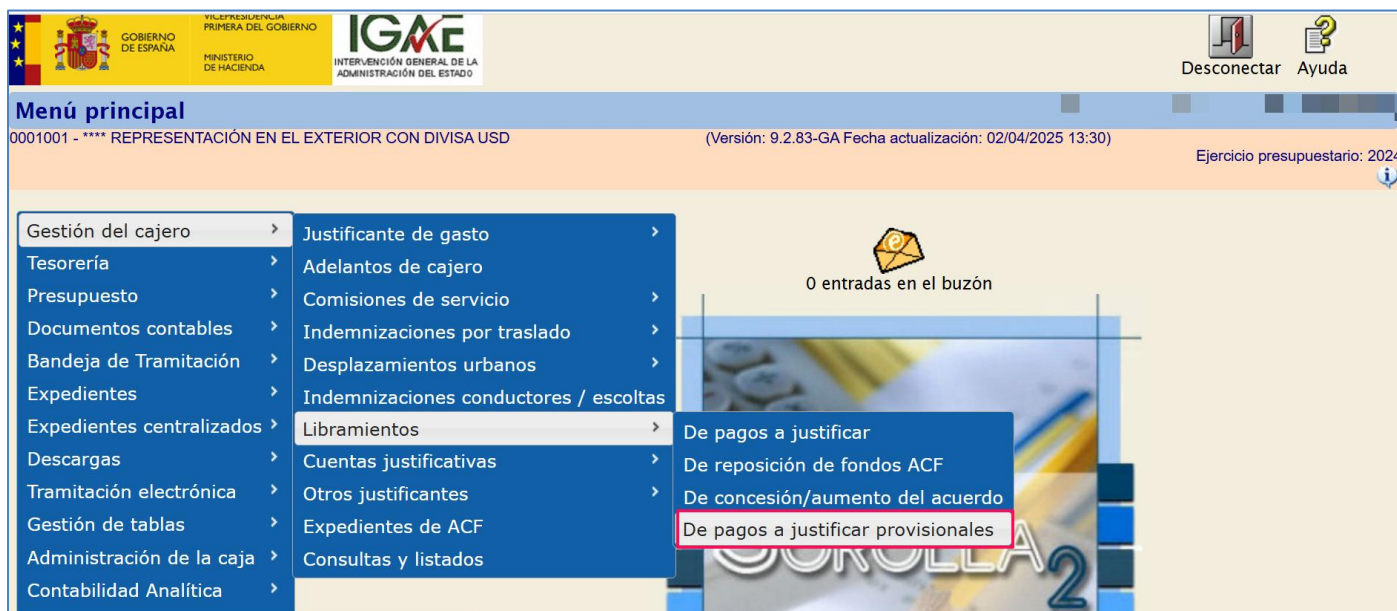 VICEPRESIDENCIA
PRIMERA DEL GOBIERNO
GOBIERNO
DE ESPAÑA
MINISTERIO
DE HACIENDA
IGAE
INTERVENCIÓN GENERAL DE LA
ADMINISTRACIÓN DEL ESTADO
Desconectar Ayuda
Menú principal
0001001 - **** REPRESENTACIÓN EN EL EXTERIOR CON DIVISA USD (Versión: 9.2.83-GA Fecha actualización: 02/04/2025 13:30)
Ejercicio presupuestario: 2024
Gestión del cajero
Tesorería
Presupuesto
Documentos contables
Bandeja de Tramitación
Expedientes
Expedientes centralizados
Descargas
Tramitación electrónica
Gestión de tablas
Administración de la caja
Contabilidad Analítica
Justificante de gasto
Adelantos de cajero
Comisiones de servicio
Indemnizaciones por traslado
Desplazamientos urbanos
Indemnizaciones conductores / escoltas
Libramientos
Cuentas justificativas
Otros justificantes
Expedientes de ACF
Consultas y listados
De pagos a justificar
De reposición de fondos ACF
De concesión/aumento del acuerdo
De pagos a justificar provisionales
0 entradas en el buzón
SOROLLA2